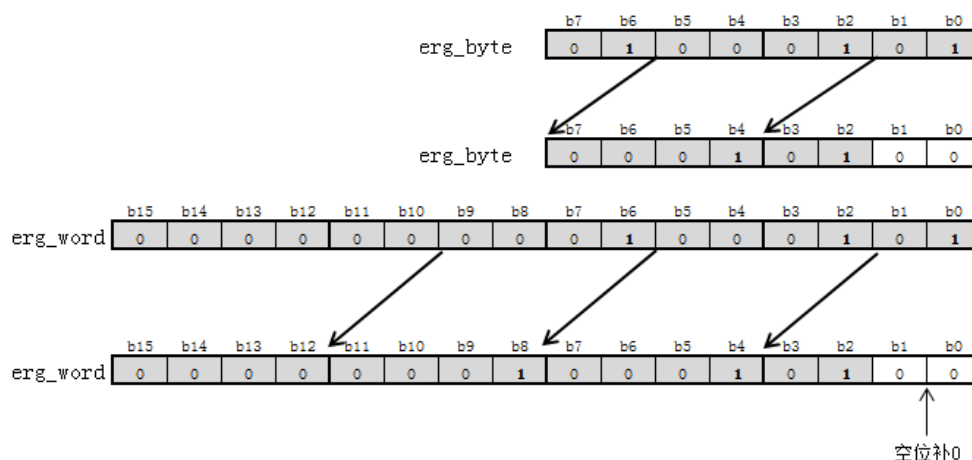 b7 b6 b5 b4 b3 b2 b1 b0
erg_byte 0 1 0 0 0 1 0 1
b7 b6 b5 b4 b3 b2 b1 b0
erg_byte 0 0 0 1 0 1 0 0
b15 b14 b13 b12 b11 b10 b9 b8 b7 b6 b5 b4 b3 b2 b1 b0
erg_word 0 0 0 0 0 0 0 0 0 1 0 0 0 1 0 1
b15 b14 b13 b12 b11 b10 b9 b8 b7 b6 b5 b4 b3 b2 b1 b0
erg_word 0 0 0 0 0 0 0 1 0 0 0 1 0 1 0 0
空位补0